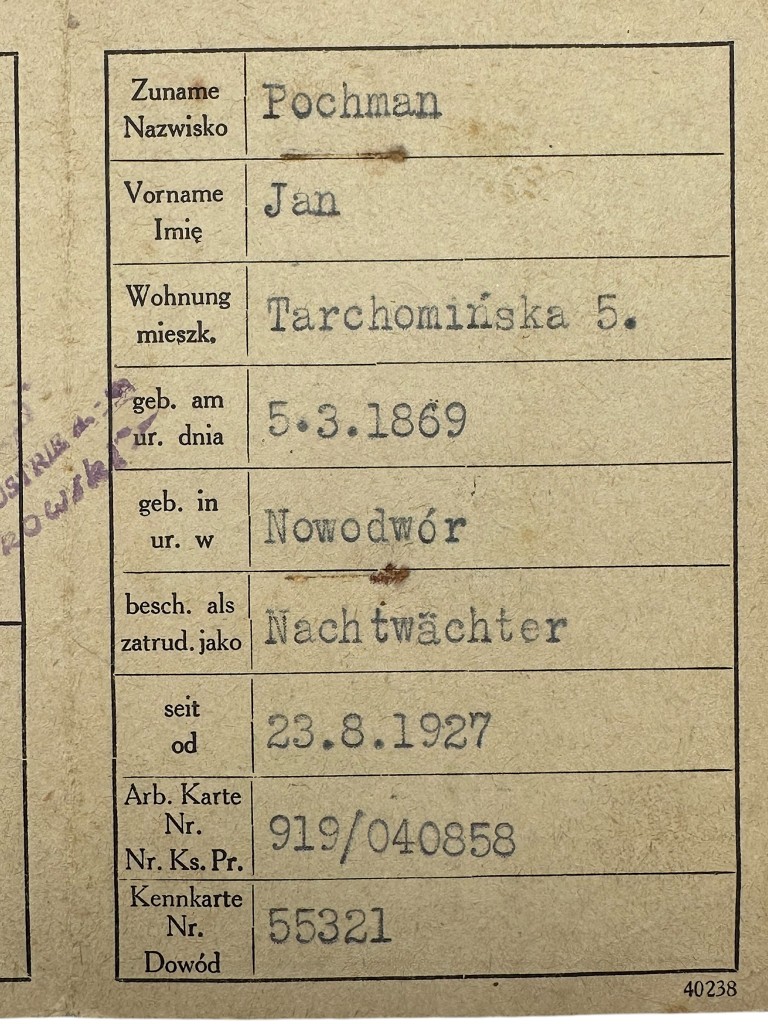 Zuname
Nazwisko
Pochman
Vorname
Imię
Jan
Wohnung
mieszk.
Tarchomińska 5.
geb. am
ur. dnia
5.3.1869
geb. in
ur. w
Nowodwór
besch. als
zatrud. jako
Nachtwächter
seit
od
23.8.1927
Arb. Karte
Nr.
Nr. Ks. Pr.
919/040858
Kennkarte
Nr.
Dowód
55321
40238